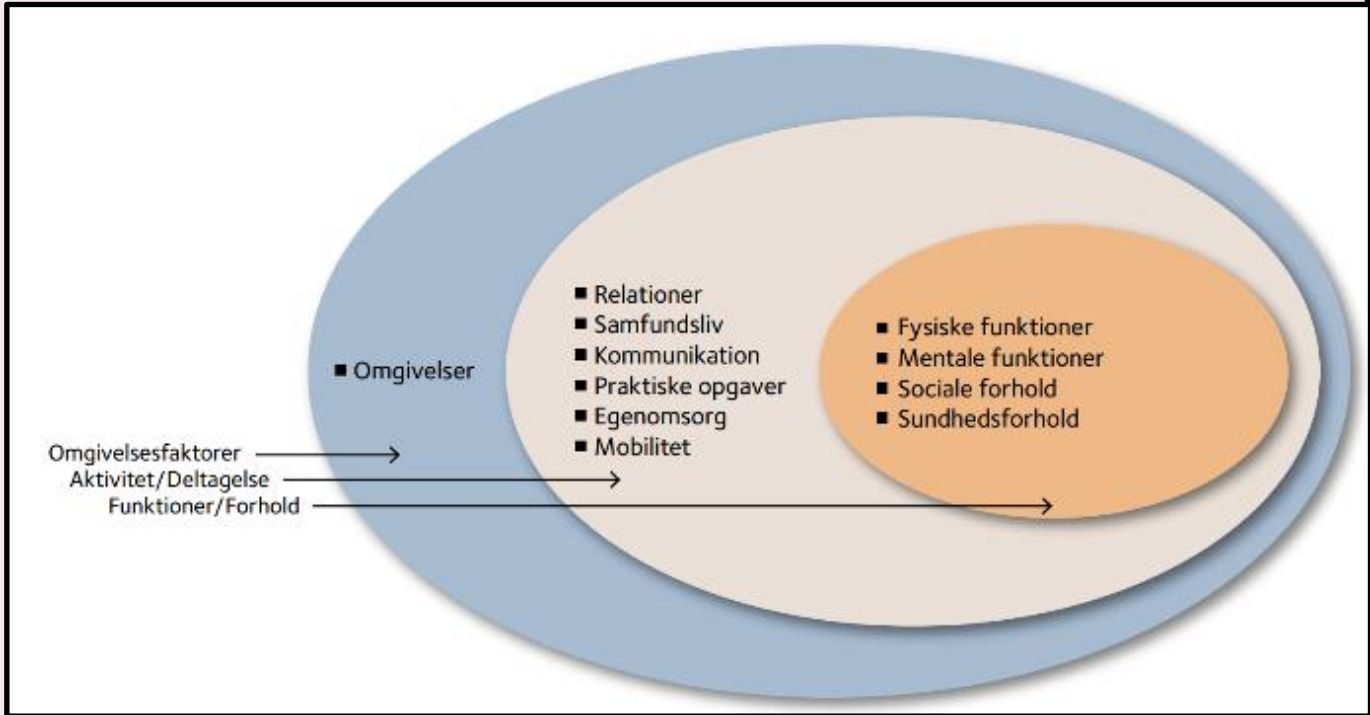 ■ Omgivelser
■ Relationer
■ Samfundsliv
■ Kommunikation
■ Praktiske opgaver
■ Egenomsorg
■ Mobilitet
■ Fysiske funktioner
■ Mentale funktioner
■ Sociale forhold
■ Sundhedsforhold
Omgivelsesfaktorer
Aktivitet/Deltagelse
Funktioner/Forhold